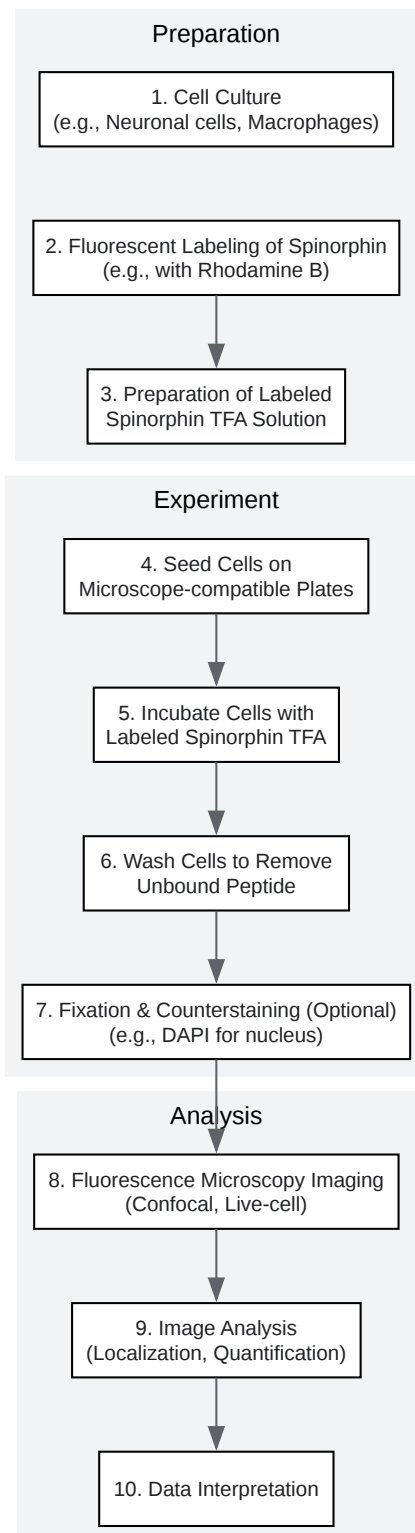 Preparation
1. Cell Culture
(e.g., Neuronal cells, Macrophages)
2. Fluorescent Labeling of Spinorphin
(e.g., with Rhodamine B)
3. Preparation of Labeled
Spinorphin TFA Solution
Experiment
4. Seed Cells on
Microscope-compatible Plates
5. Incubate Cells with
Labeled Spinorphin TFA
6. Wash Cells to Remove
Unbound Peptide
7. Fixation & Counterstaining (Optional)
(e.g., DAPI for nucleus)
Analysis
8. Fluorescence Microscopy Imaging
(Confocal, Live-cell)
9. Image Analysis
(Localization, Quantification)
10. Data Interpretation